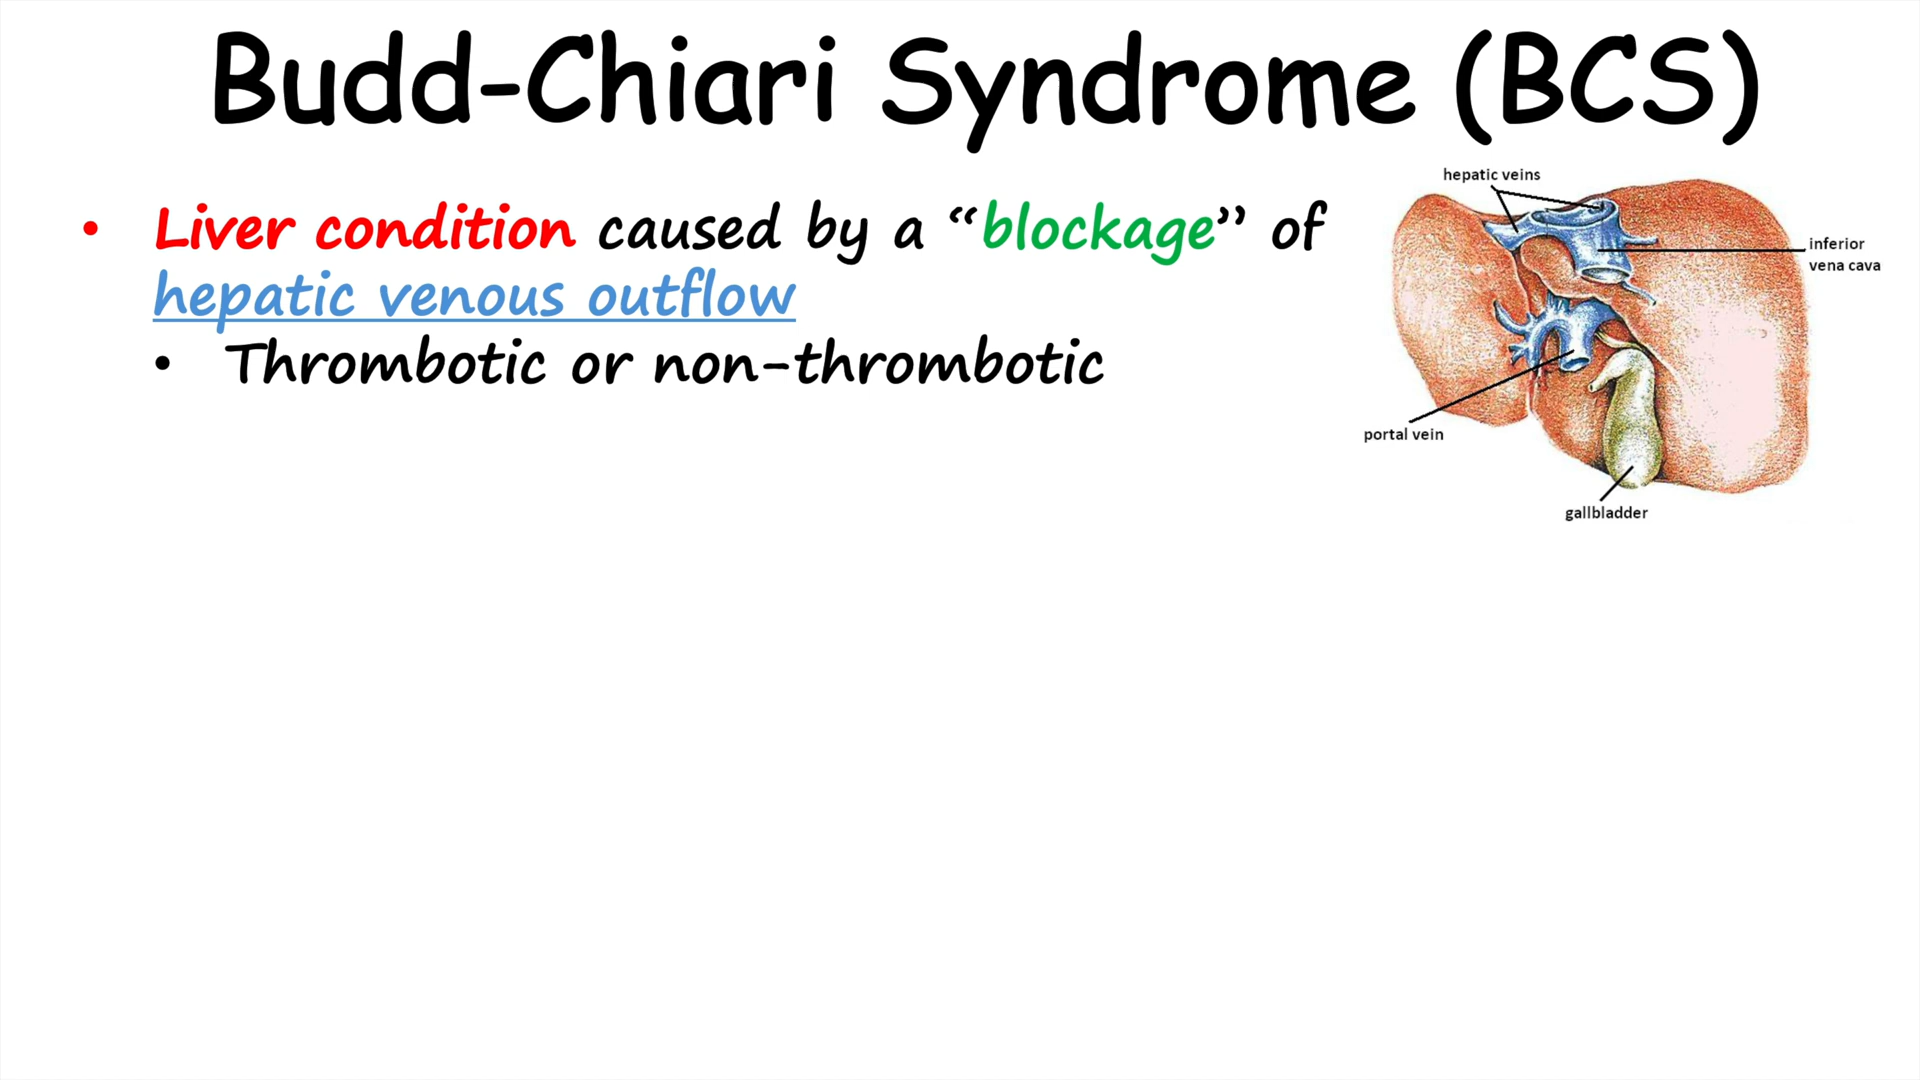 Budd-Chiari Syndrome (BCS)
• Liver condition caused by a “blockage” of
hepatic venous outflow
• Thrombotic or non-thrombotic
hepatic veins
inferior
vena cava
portal vein
gallbladder